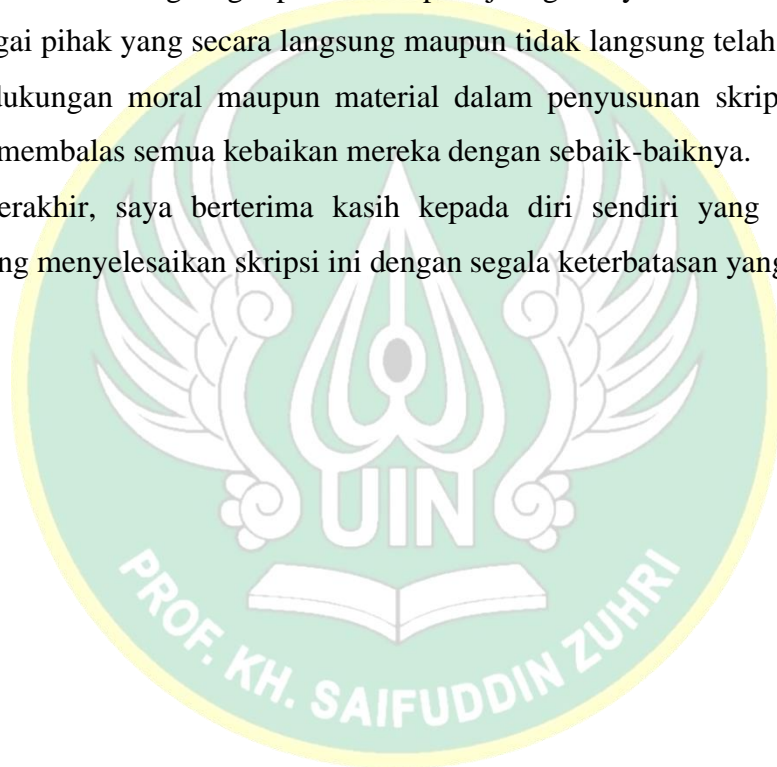 gai pihak yang secara langsung maupun tidak langsung telah
dukungan moral maupun material dalam penyusunan skrip
membalas semua kebaikan mereka dengan sebaik-baiknya.
erakhir, saya berterima kasih kepada diri sendiri yang
ng menyelesaikan skripsi ini dengan segala keterbatasan yang
UIN
PROF. KH. SAIFUDDIN ZUHRI